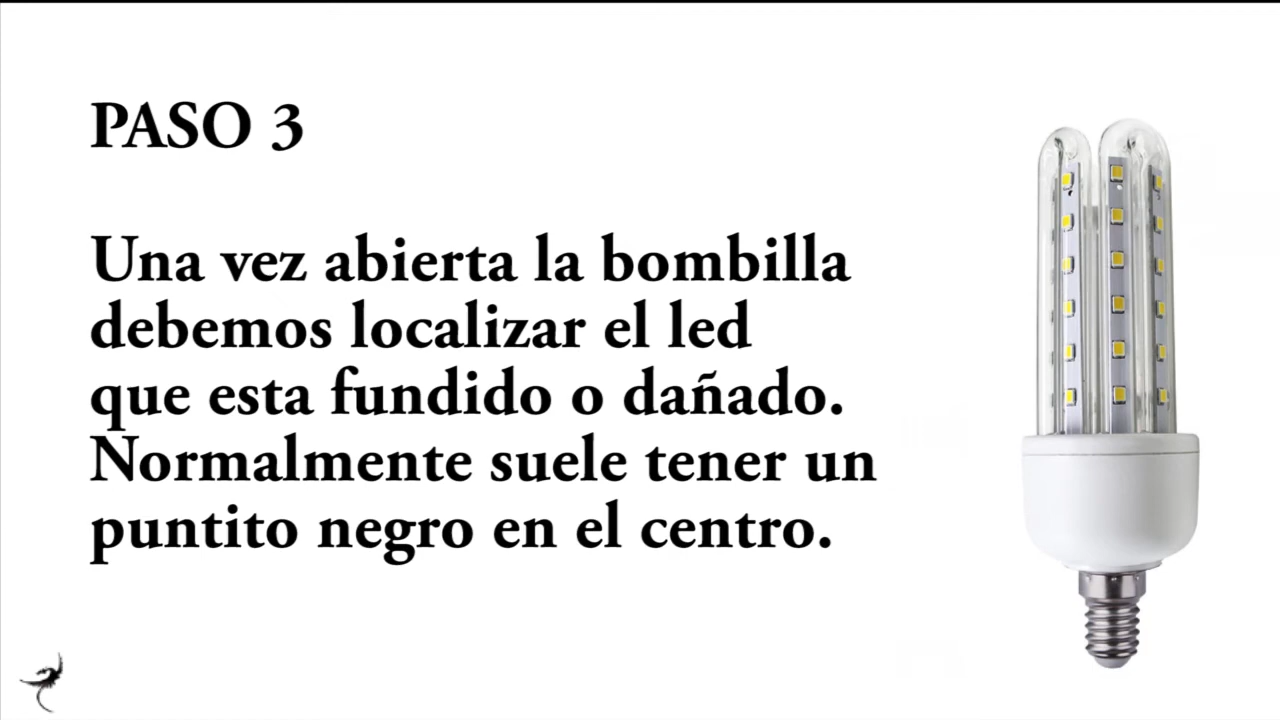 PASO 3
Una vez abierta la bombilla
debemos localizar el led
que esta fundido o dañado.
Normalmente suele tener un
puntito negro en el centro.